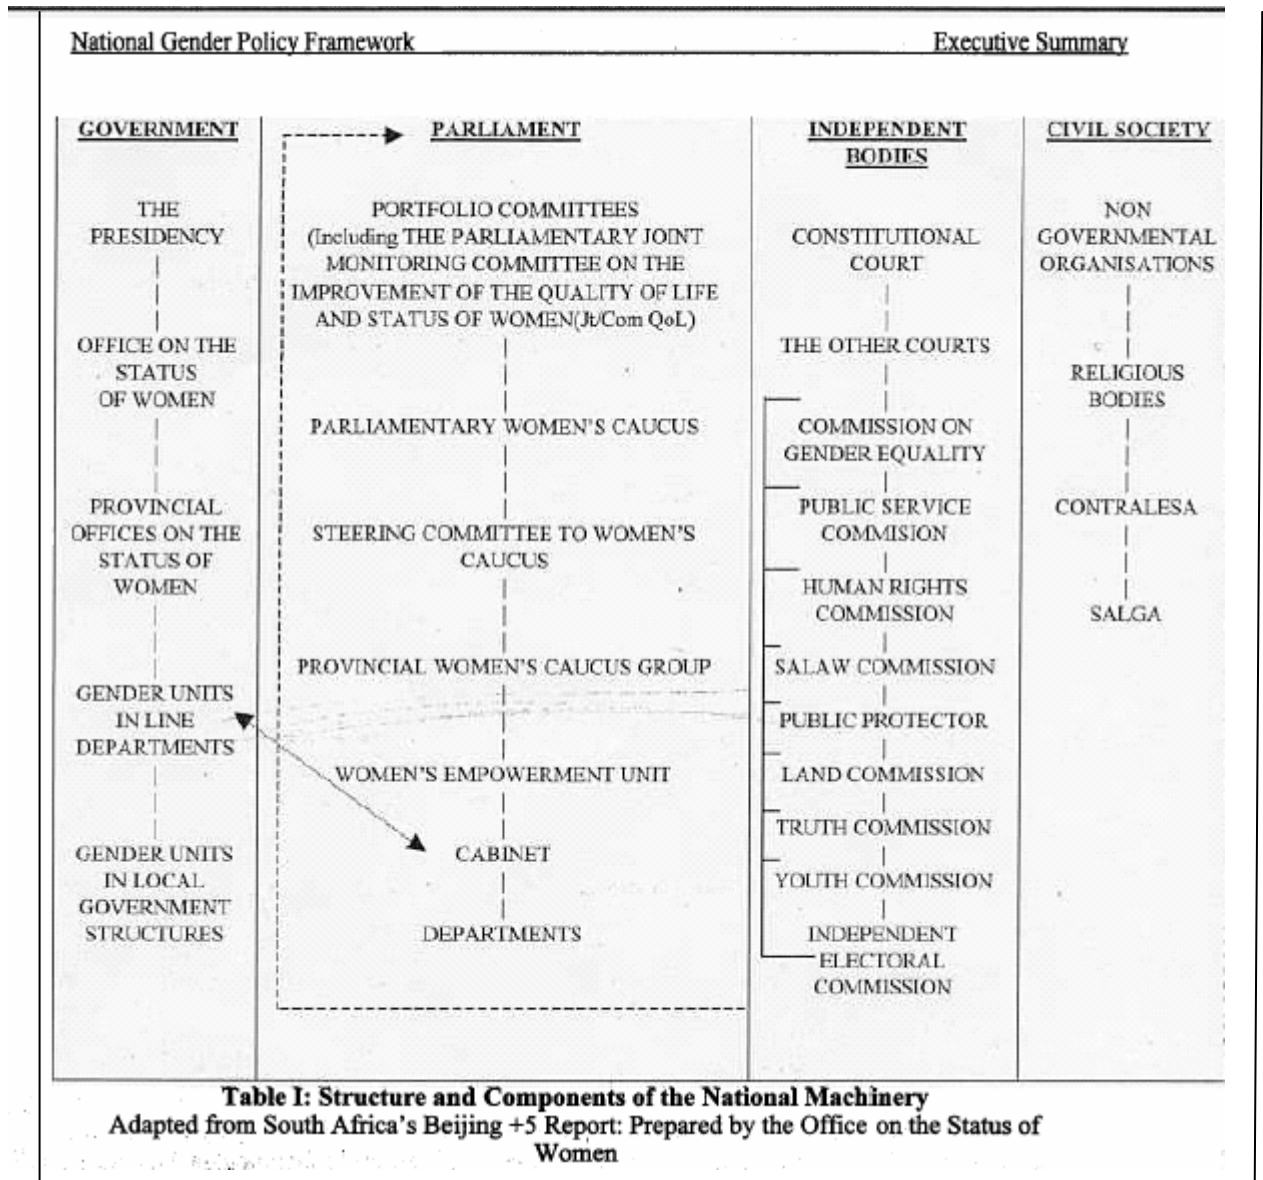 National Gender Policy Framework Executive Summary
GOVERNMENT
THE
PRESIDENCY
OFFICE ON THE
STATUS
OF WOMEN
PROVINCIAL
OFFICES ON THE
STATUS OF
WOMEN
GENDER UNITS
IN LINE
DEPARTMENTS
GENDER UNITS
IN LOCAL
GOVERNMENT
STRUCTURES
PARLIAMENT
PORTFOLIO COMMITTEES
(Including THE PARLIAMENTARY JOINT
MONITORING COMMITTEE ON THE
IMPROVEMENT OF THE QUALITY OF LIFE
AND STATUS OF WOMEN(Jt/Com QoL)
PARLIAMENTARY WOMEN'S CAUCUS
STEERING COMMITTEE TO WOMEN'S
CAUCUS
PROVINCIAL WOMEN'S CAUCUS GROUP
WOMEN'S EMPOWERMENT UNIT
CABINET
DEPARTMENTS
INDEPENDENT
BODIES
CONSTITUTIONAL
COURT
THE OTHER COURTS
COMMISSION ON
GENDER EQUALITY
PUBLIC SERVICE
COMMISION
HUMAN RIGHTS
COMMISSION
SALAW COMMISSION
PUBLIC PROTECTOR
LAND COMMISSION
TRUTH COMMISSION
YOUTH COMMISSION
INDEPENDENT
ELECTORAL
COMMISSION
CIVIL SOCIETY
NON
GOVERNMENTAL
ORGANISATIONS
RELIGIOUS
BODIES
CONTRALESA
SALGA
Table I: Structure and Components of the National Machinery
Adapted from South Africa's Beijing +5 Report: Prepared by the Office on the Status of
Women